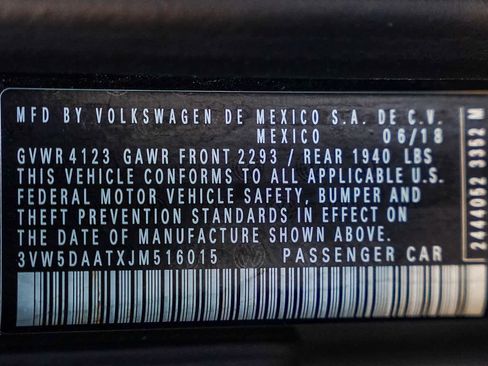 MFD BY VOLKSWAGEN DE MEXICO S.A. DE C.V.
MEXICO 06/18
GVWR 4123 GAWR FRONT 2293 / REAR 1940 LBS
THIS VEHICLE CONFORMS TO ALL APPLICABLE U.S.
FEDERAL MOTOR VEHICLE SAFETY, BUMPER AND
THEFT PREVENTION STANDARDS IN EFFECT ON
THE DATE OF MANUFACTURE SHOWN ABOVE.
3VW5DAATXJM516015 PASSENGER CAR
2444052 3352 M